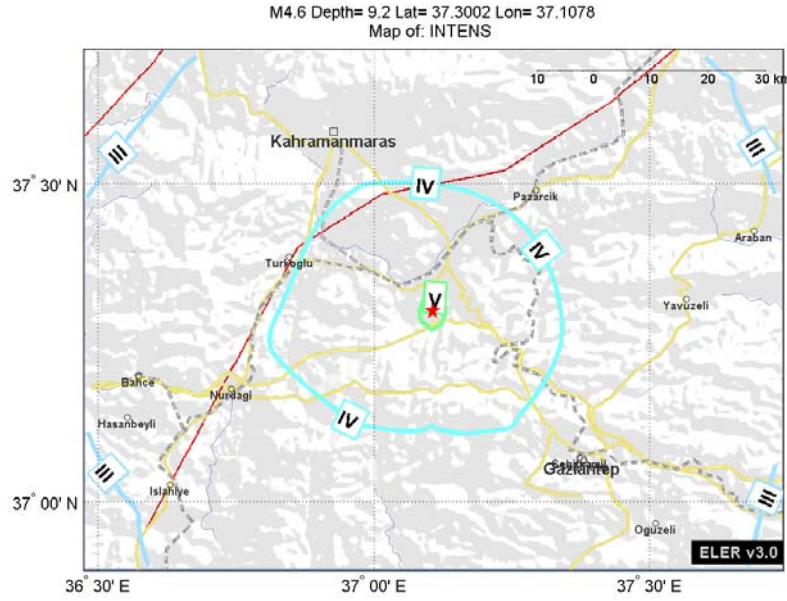 M4.6 Depth= 9.2 Lat= 37.3002 Lon= 37.1078
Map of: INTENS
10 0 10 20 30 km
III
III
Kahramanmaras
37° 30' N
IV
Pazarcik
IV
Araban
Turkoglu
V
Yavuzeli
Bahce
Nurdagi
Hasanbeyli
IV
Gaziantep
III
Islahiye
III
37° 00' N
Oguzeli
ELER v3.0
36° 30' E
37° 00' E
37° 30' E